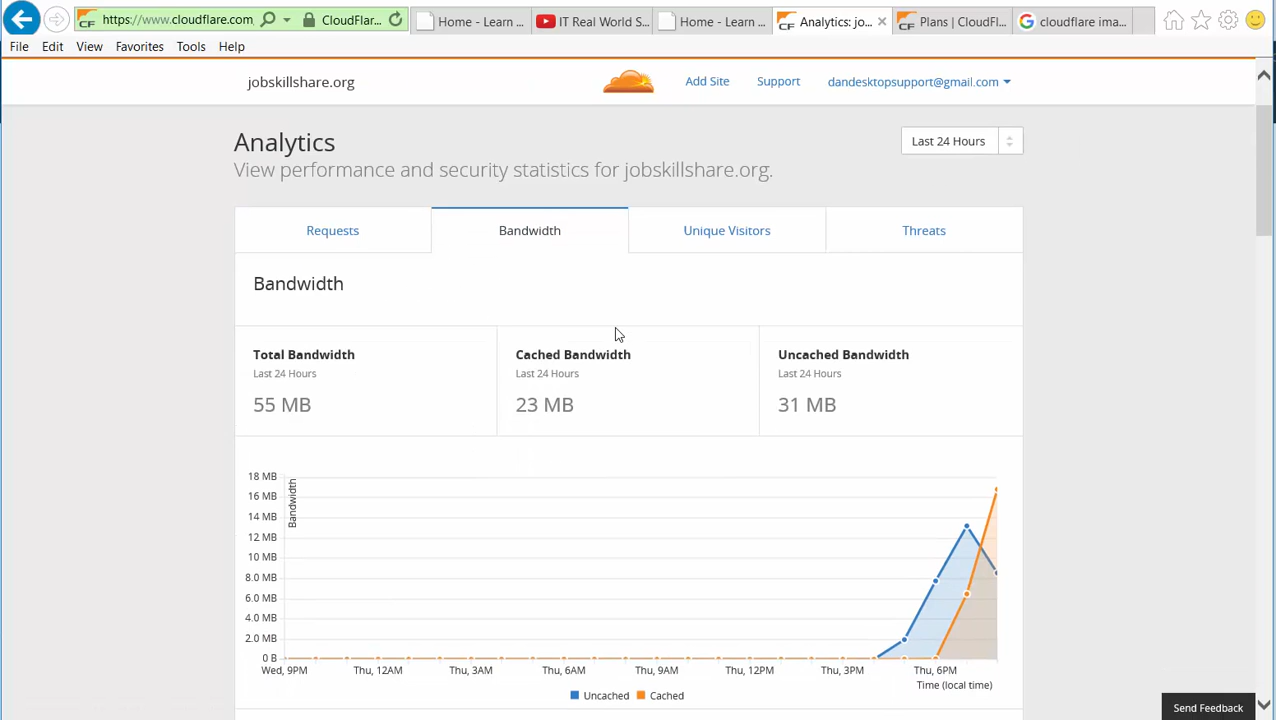 https://www.cloudflare.com
CloudFlar...
Home - Learn ...
IT Real World S...
Home - Learn ...
Analytics: jo...
Plans | CloudFl...
cloudflare ima...
File Edit View Favorites Tools Help
jobskillshare.org
Add Site
Support
dandesktopsupport@gmail.com
Analytics
Last 24 Hours
View performance and security statistics for jobskillshare.org.
Requests
Bandwidth
Unique Visitors
Threats
Bandwidth
Total Bandwidth
Last 24 Hours
55 MB
Cached Bandwidth
Last 24 Hours
23 MB
Uncached Bandwidth
Last 24 Hours
31 MB
18 MB
16 MB
14 MB
12 MB
10 MB
8.0 MB
6.0 MB
4.0 MB
2.0 MB
0 B
Bandwidth
Wed, 9PM
Thu, 12AM
Thu, 3AM
Thu, 6AM
Thu, 9AM
Thu, 12PM
Thu, 3PM
Thu, 6PM
Time (local time)
Uncached
Cached
Send Feedback